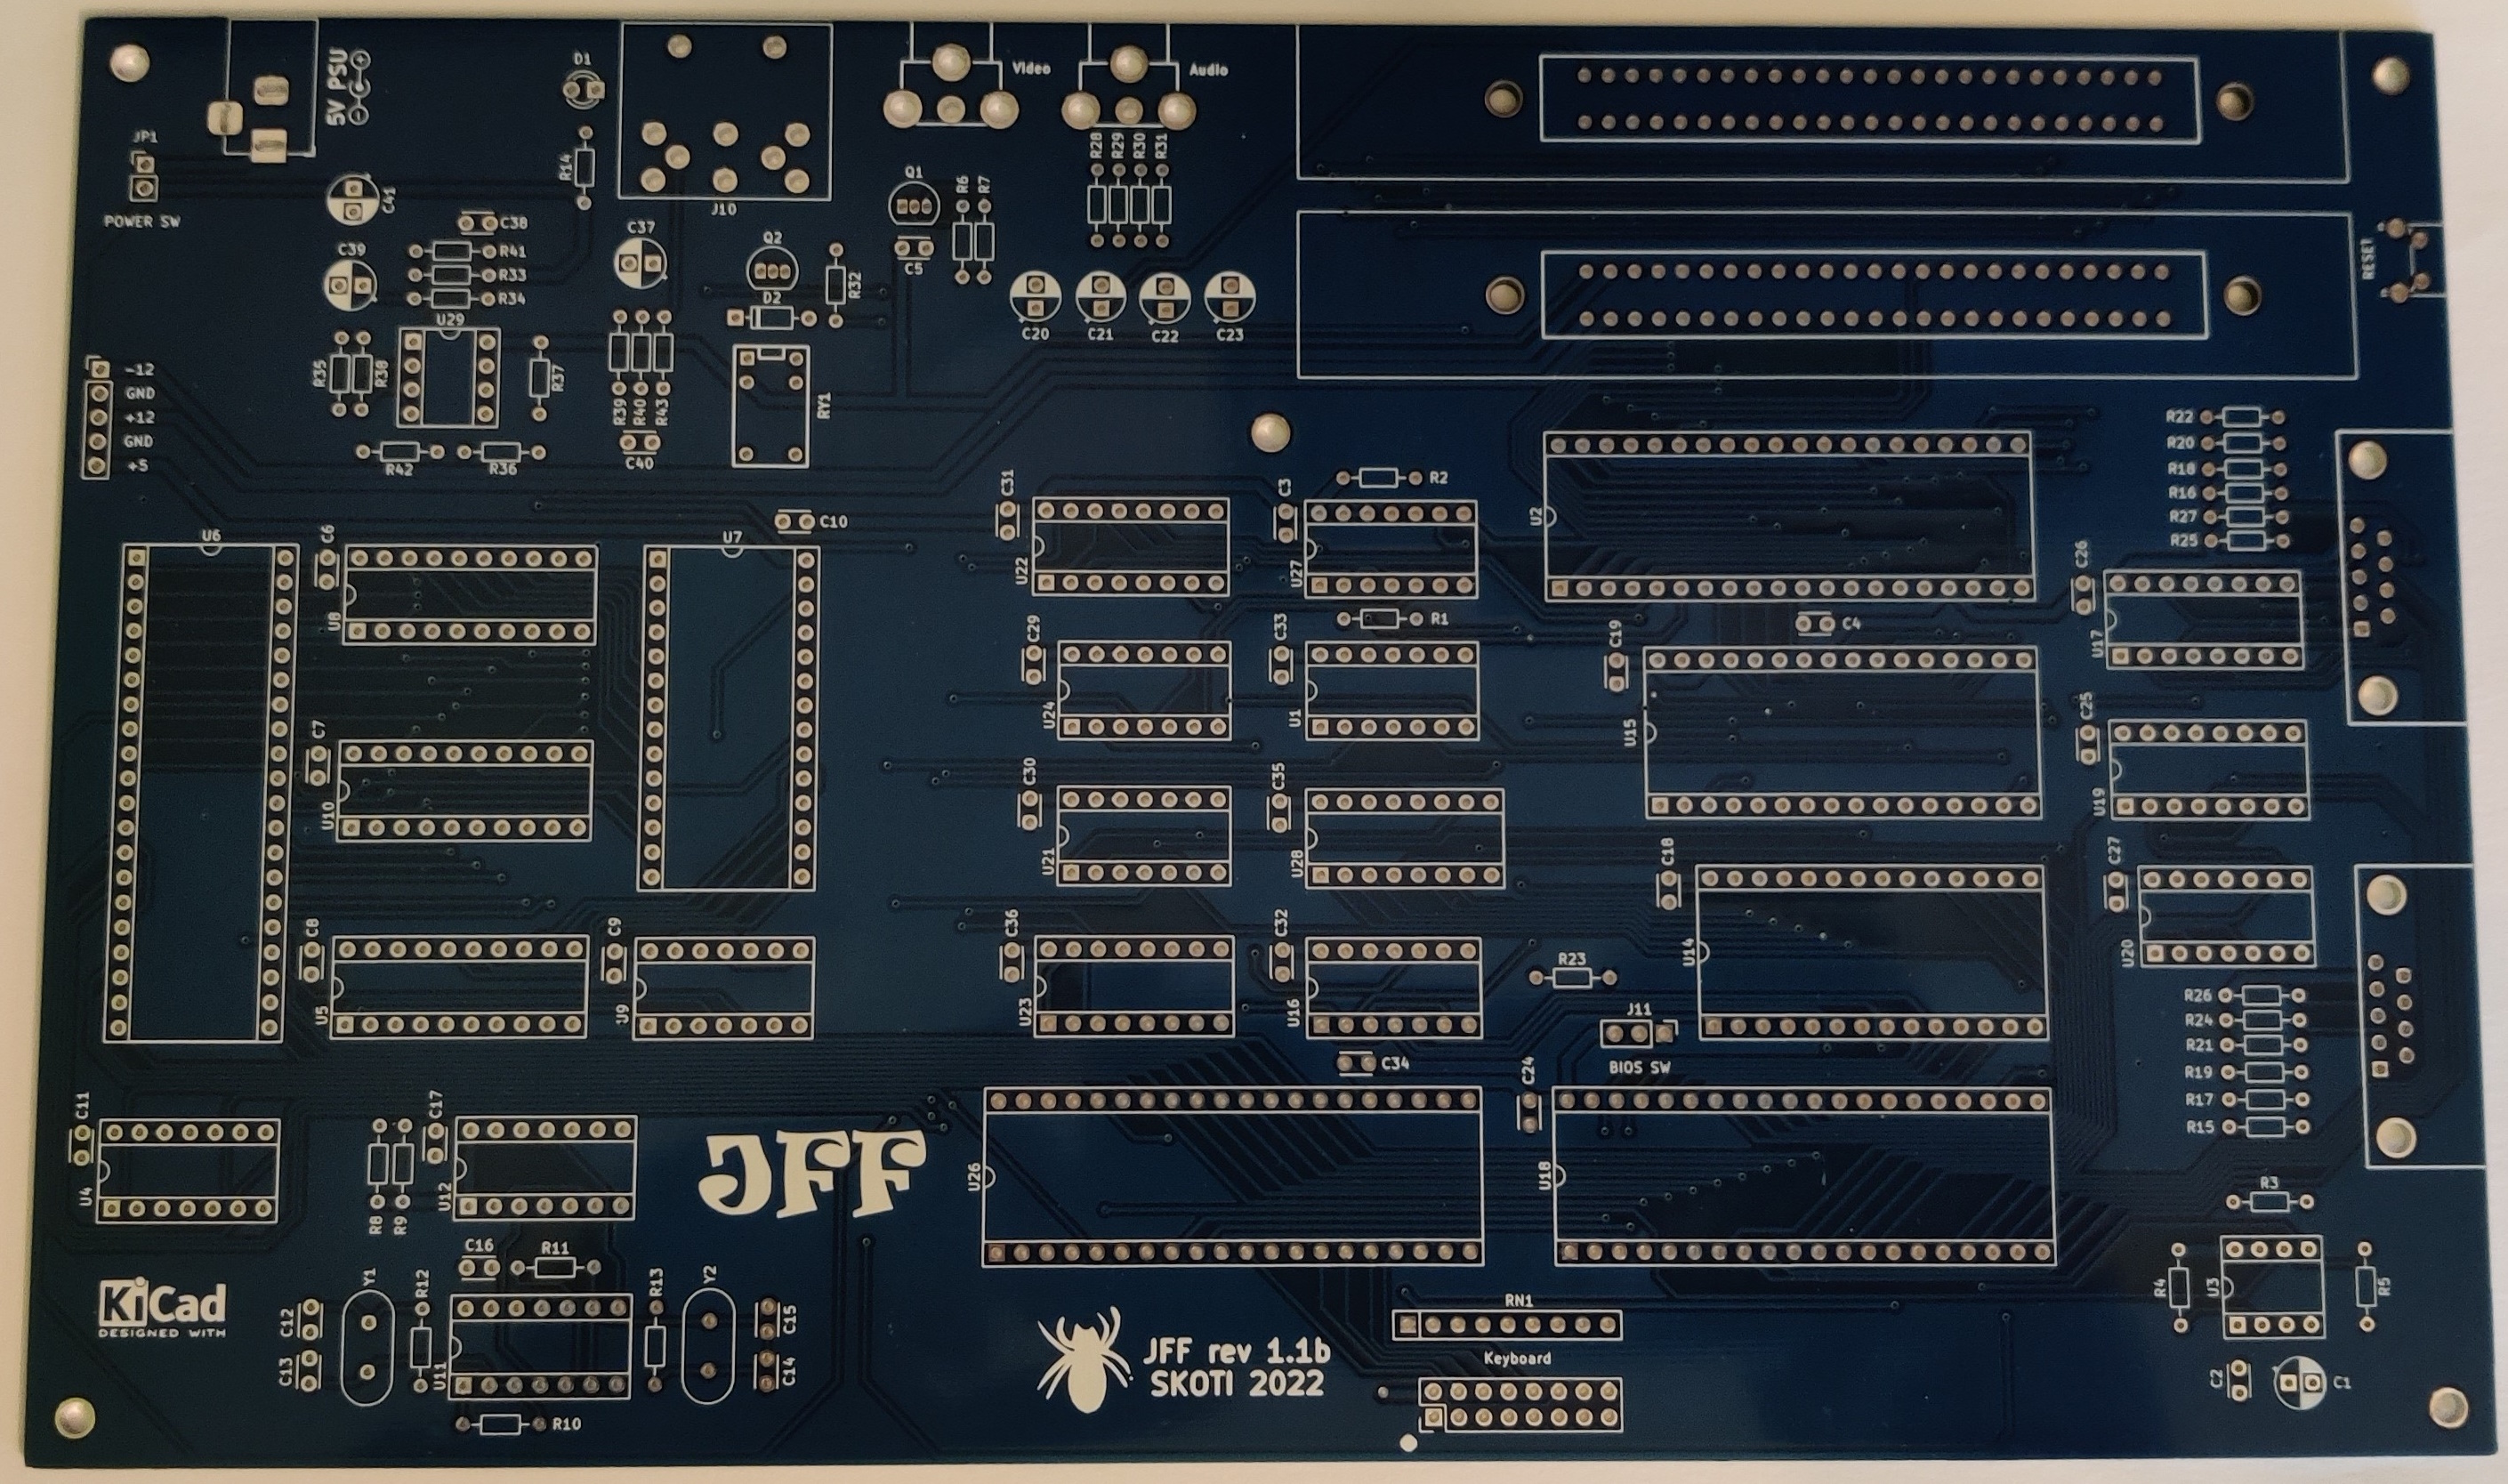 5V PSU
D1
Video
Audio
JP1
POWER SW
C41
R14
J10
Q1
R6
R7
R28
R29
R30
R31
C38
R41
R33
R34
C39
C37
Q2
D2
R32
C5
C20
C21
C22
C23
RESET
U29
R35
R38
R37
R42
R36
R39
R40
R43
C40
RY1
-12
GND
+12
GND
+5
R22
R20
R18
R16
R27
R25
C31
C3
R2
U22
U27
U2
C10
U6
C6
U8
U7
C26
U17
R1
C4
C29
C33
C19
U24
U1
U15
C7
U10
C25
U19
C30
C35
U21
U28
C18
C27
U14
U20
C8
U5
C9
U9
C36
C32
U23
U16
R23
J11
BIOS SW
R26
R24
R21
R19
R17
R15
C34
C24
C11
U4
R8
R9
C17
U12
JFF
U26
U18
R3
R4
U3
R5
C16
R11
KiCad
DESIGNED WITH
C12
C13
Y1
R12
U11
R13
Y2
C15
C14
R10
JFF rev 1.1b
SKOTI 2022
RN1
Keyboard
C2
C1